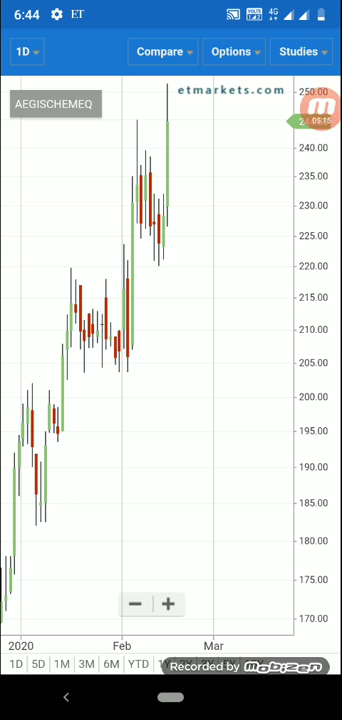 6:44 ET 4G
1D Compare Options Studies
etmarkets.com
AEGISCHEMEQ
250.00
05:15
240.00
235.00
230.00
225.00
220.00
215.00
210.00
205.00
200.00
195.00
190.00
185.00
180.00
175.00
170.00
2020 Feb Mar
1D 5D 1M 3M 6M YTD
Recorded by mobizen